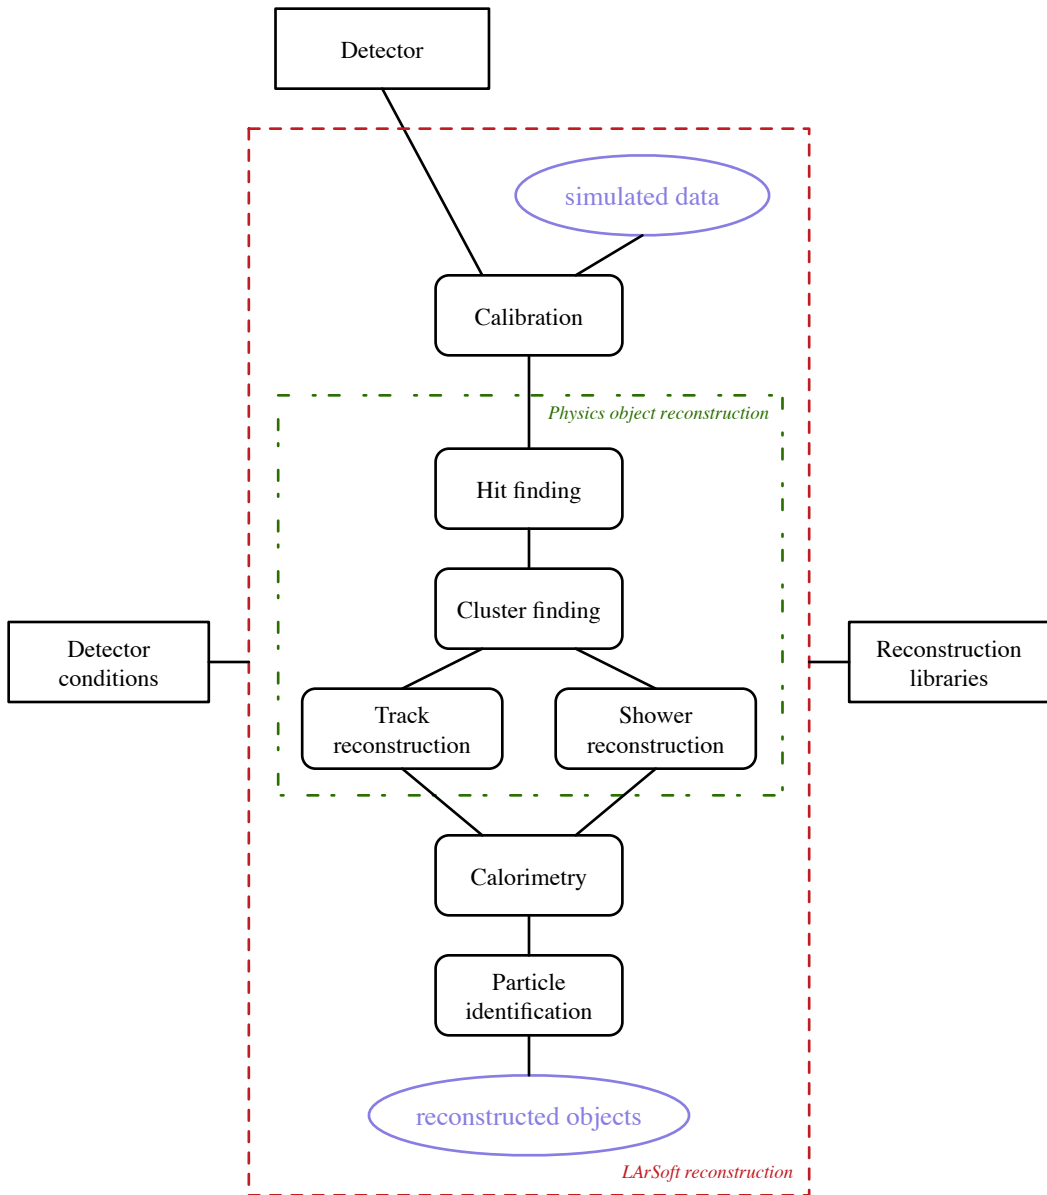 Detector
simulated data
Calibration
Physics object reconstruction
Hit finding
Cluster finding
Detector
conditions
Reconstruction
libraries
Track
reconstruction
Shower
reconstruction
Calorimetry
Particle
identification
reconstructed objects
LArSoft reconstruction